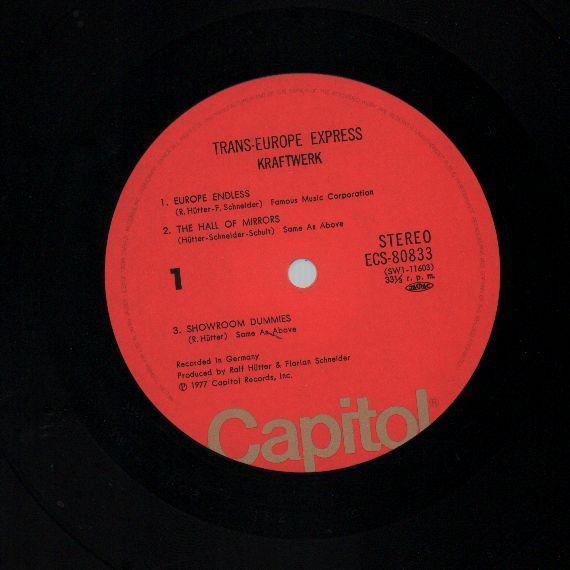 TRANS-EUROPE EXPRESS
KRAFTWERK
1. EUROPE ENDLESS
(R. Hütter-F. Schneider) Famous Music Corporation
2. THE HALL OF MIRRORS
(Hütter-Schneider-Schult) Same As Above
1
STEREO
ECS-80833
(SW1-11603)
33⅓ r. p. m.
3. SHOWROOM DUMMIES
(R. Hütter) Same As Above
Recorded in Germany
Produced by Ralf Hütter & Florian Schneider
Ⓟ 1977 Capitol Records, Inc.
Capitol®